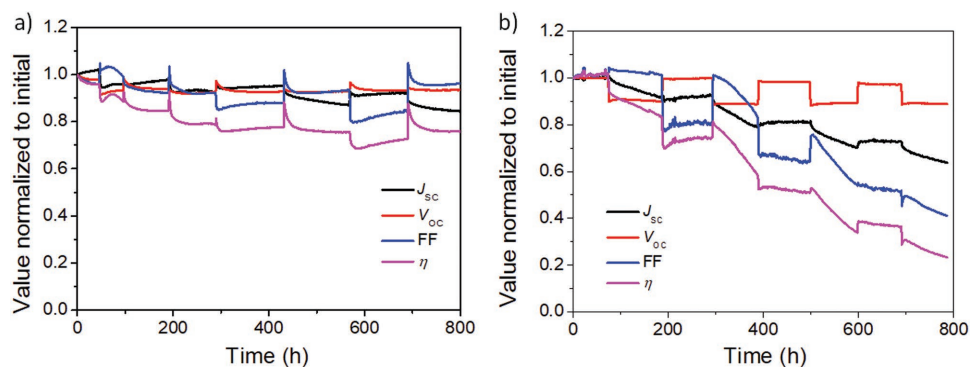 a)
Value normalized to initial
1.2
1.0
0.8
0.6
0.4
0.2
0.0
Jsc
Voc
FF
η
0 200 400 600 800
Time (h)
b)
Value normalized to initial
1.2
1.0
0.8
0.6
0.4
0.2
0.0
Jsc
Voc
FF
η
0 200 400 600 800
Time (h)